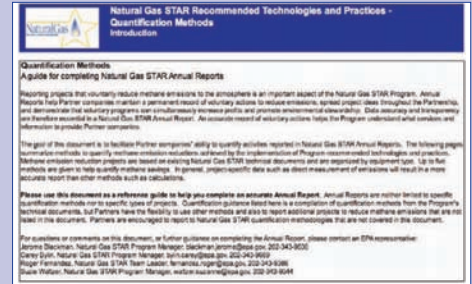 NaturalGas
Natural Gas STAR Recommended Technologies and Practices -
Quantification Methods
Introduction
Quantification Methods
A guide for completing Natural Gas STAR Annual Reports
Reporting projects that voluntarily reduce methane emissions to the atmosphere is an important aspect of the Natural Gas STAR Program. Annual
Reports help Partner companies maintain a permanent record of voluntary actions to reduce emissions, spread project ideas throughout the Partnership,
and demonstrate that voluntary programs can simultaneously increase profits and promote environmental stewardship. Data accuracy and transparency
are therefore essential in a Natural Gas STAR Annual Report. An accurate record of voluntary actions helps the Program understand what services and
information to provide Partner companies.
The goal of this document is to facilitate Partner companies' ability to quantify activities reported in Natural Gas STAR Annual Reports. The following pages
summarize methods to quantify methane emission reductions achieved by the implementation of Program recommended technologies and practices.
Methane emission reduction projects are based on existing Natural Gas STAR technical documents and are organized by equipment type. Up to five
methods are given to help quantify methane savings. In general, project-specific data such as direct measurement of emissions will result in a more
accurate report than other methods such as calculations.
Please use this document as a reference guide to help you complete an accurate Annual Report. Annual Reports are neither limited to specific
quantification methods nor to specific types of projects. Quantification guidance listed here is a compilation of quantification methods from the Program's
technical documents, but Partners have the flexibility to use other methods and also to report additional projects to reduce methane emissions that are not
listed in this document. Partners are encouraged to report to Natural Gas STAR quantification methodologies that are not covered in this document.
For questions or comments on this document, or further guidance on completing the Annual Report, please contact an EPA representative:
Jerome Blackman, Natural Gas STAR Program Manager, blackman.jerome@epa.gov, 202-343-9630
Carey Bylin, Natural Gas STAR Program Manager, bylin.carey@epa.gov, 202-343-9669
Roger Fernandez, Natural Gas STAR Team Leader, fernandez.roger@epa.gov, 202-343-9386
Suzie Waltzer, Natural Gas STAR Program Manager, waltzer.suzanne@epa.gov, 202-343-9544